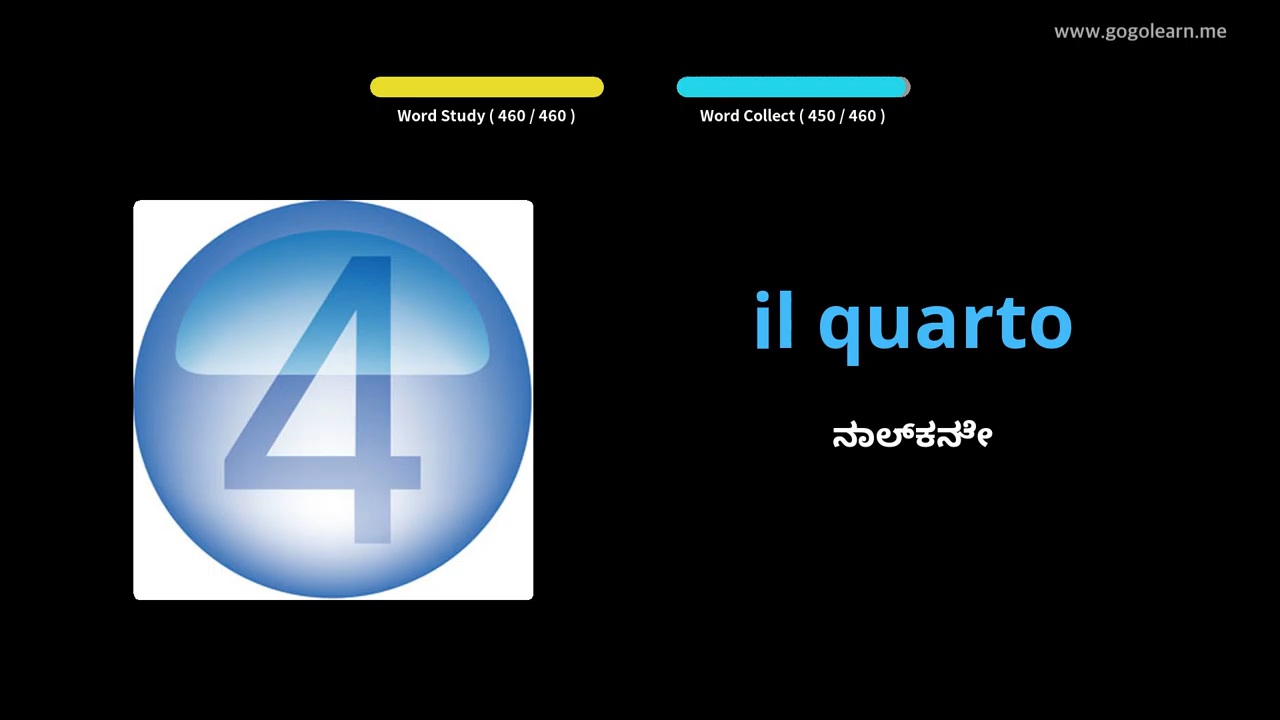 www.gogolearn.me
Word Study ( 460 / 460 )
Word Collect ( 450 / 460 )
4
il quarto
ನಾಲ್ಕನೇ